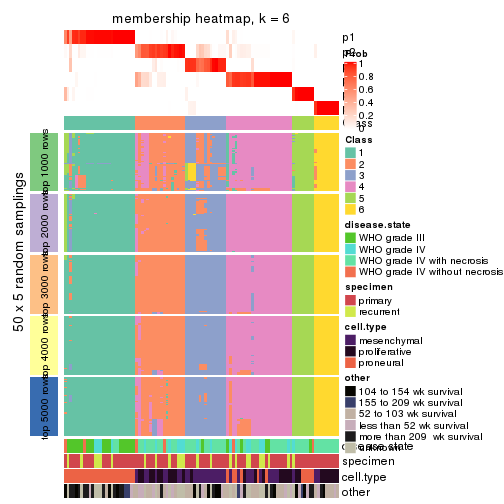 membership heatmap, k = 6
p1
p2
Prob
1
0.8
0.6
0.4
0.2
0
Class
Class
1
2
3
4
5
6
50 x 5 random samplings
top 1000 rows
top 2000 rows
top 3000 rows
top 4000 rows
top 5000 rows
disease.state
WHO grade III
WHO grade IV
WHO grade IV with necrosis
WHO grade IV without necrosis
specimen
primary
recurrent
cell.type
mesenchymal
proliferative
proneural
other
104 to 154 wk survival
155 to 209 wk survival
52 to 103 wk survival
less than 52 wk survival
more than 209 wk survival
unknown
disease.state
specimen
cell.type
other